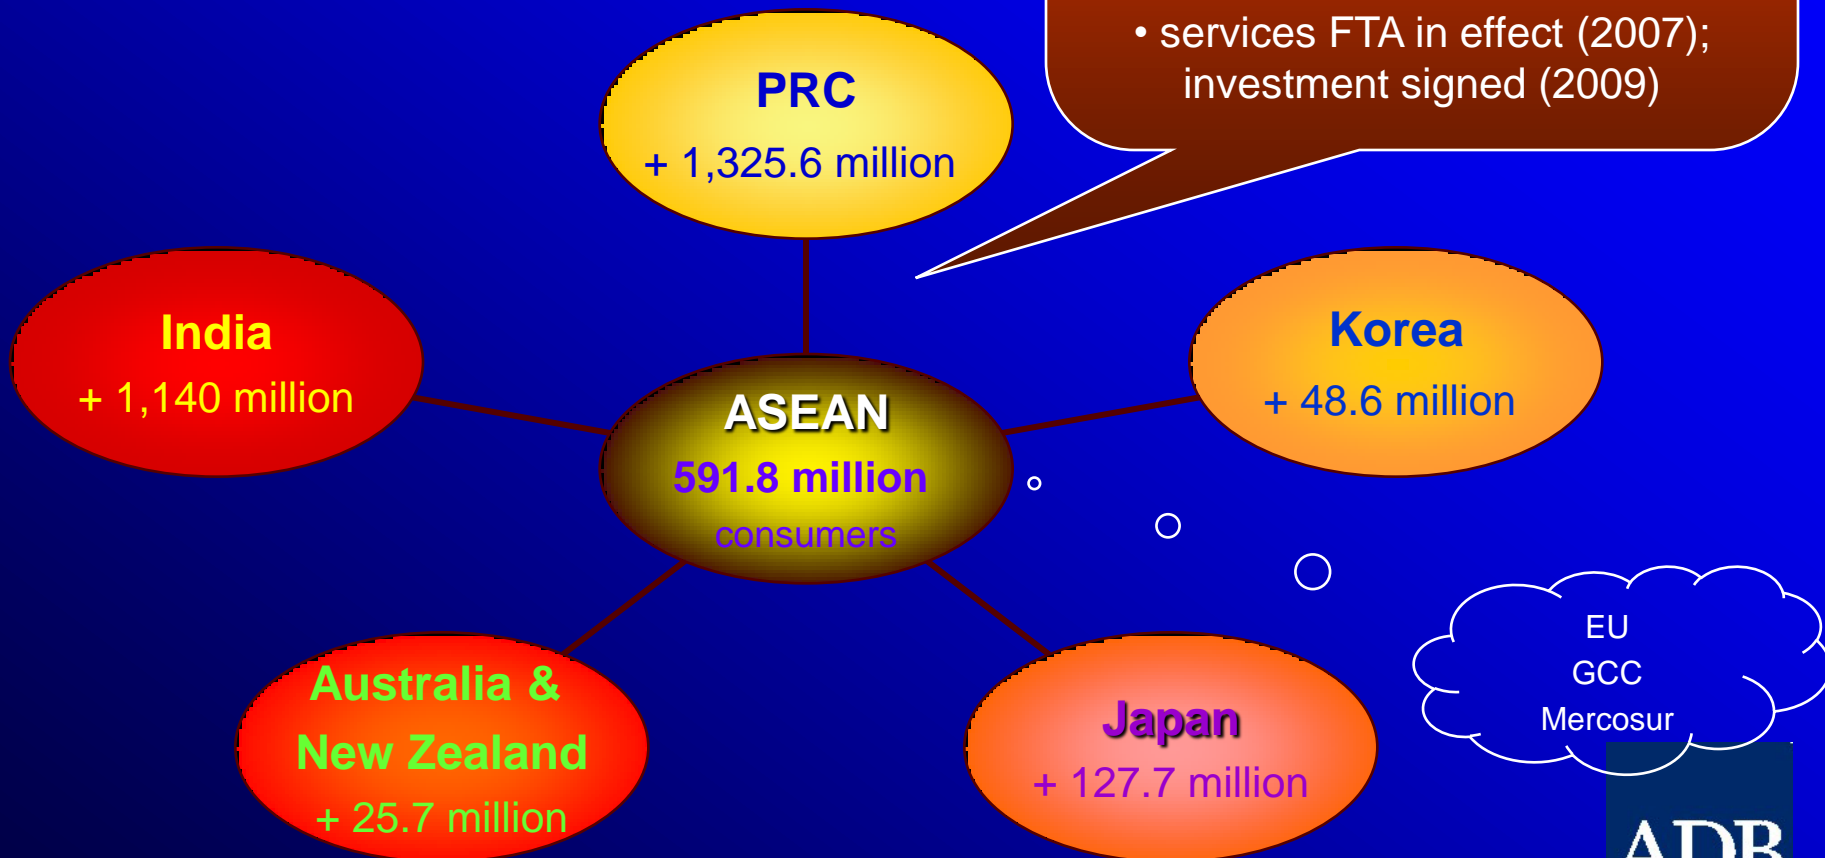 • services FTA in effect (2007);
investment signed (2009)
PRC
+ 1,325.6 million
India
+ 1,140 million
Korea
+ 48.6 million
ASEAN
591.8 million
consumers
Australia &
New Zealand
+ 25.7 million
Japan
+ 127.7 million
EU
GCC
Mercosur
ADB